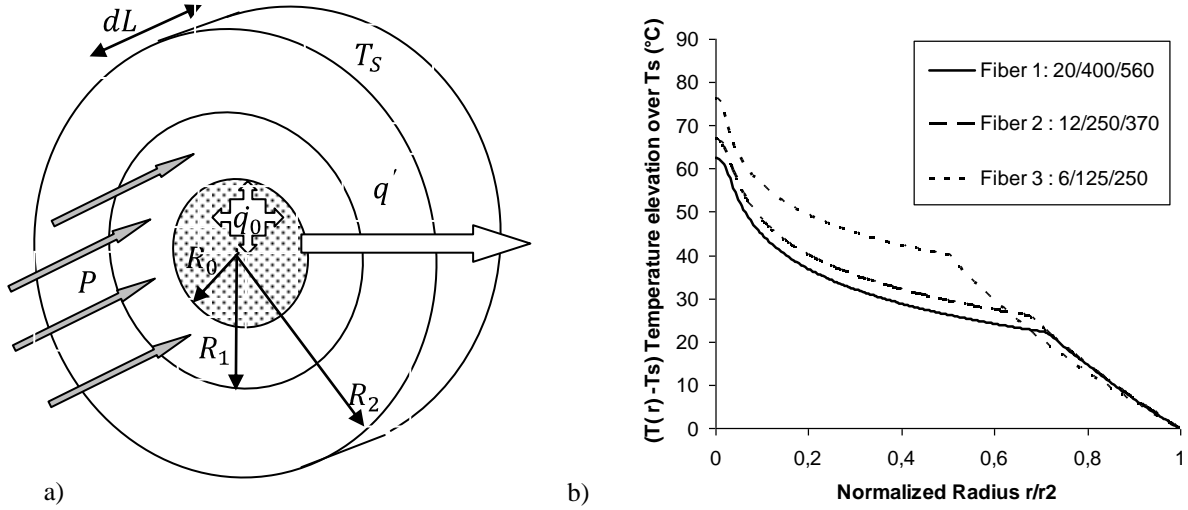 dL
T_S
q′
q̇_0
P
R_0
R_1
R_2
a)
b)
(T( r) -Ts) Temperature elevation over Ts (°C)
90
80
70
60
50
40
30
20
10
0
0 0,2 0,4 0,6 0,8 1
Normalized Radius r/r2
Fiber 1: 20/400/560
Fiber 2 : 12/250/370
Fiber 3 : 6/125/250